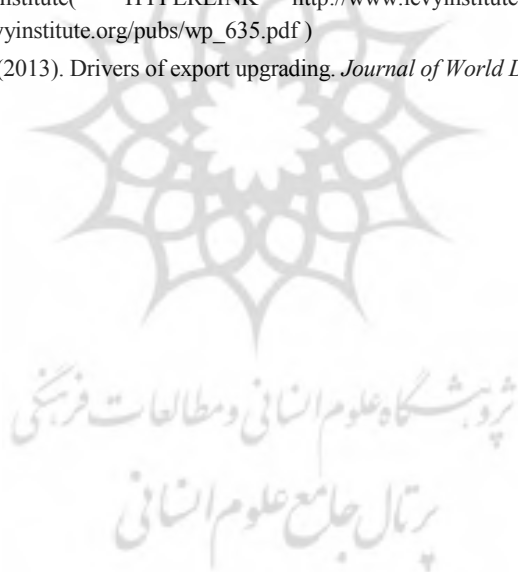 nstitute( HYPERLINK http://www.levyinstitute
vyinstitute.org/pubs/wp_635.pdf )
(2013). Drivers of export upgrading. Journal of World
پژوهشگاه علوم انسانی و مطالعات فرهنگی
پرتال جامع علوم انسانی